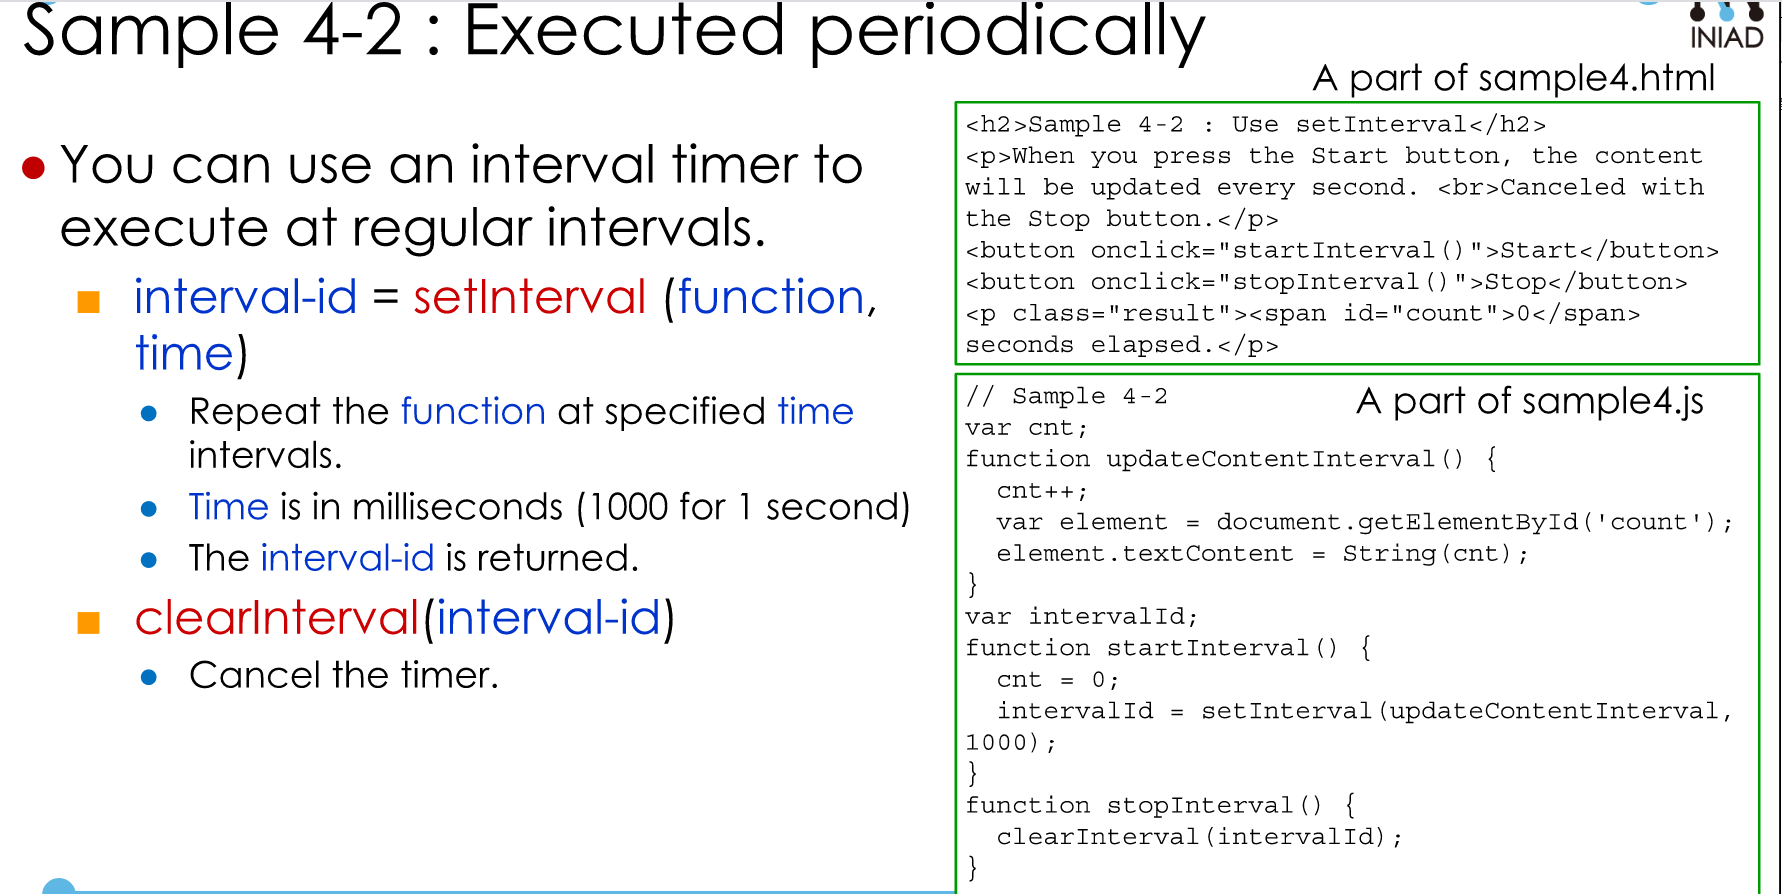 Sample 4-2 : Executed periodically
INIAD
● You can use an interval timer to
execute at regular intervals.
■ interval-id = setInterval (function,
time)
● Repeat the function at specified time
intervals.
● Time is in milliseconds (1000 for 1 second)
● The interval-id is returned.
■ clearInterval(interval-id)
● Cancel the timer.
A part of sample4.html
<h2>Sample 4-2 : Use setInterval</h2>
<p>When you press the Start button, the content
will be updated every second. <br>Canceled with
the Stop button.</p>
<button onclick="startInterval()">Start</button>
<button onclick="stopInterval()">Stop</button>
<p class="result"><span id="count">0</span>
seconds elapsed.</p>
A part of sample4.js
// Sample 4-2
var cnt;
function updateContentInterval() {
  cnt++;
  var element = document.getElementById('count');
  element.textContent = String(cnt);
}
var intervalId;
function startInterval() {
  cnt = 0;
  intervalId = setInterval(updateContentInterval,
1000);
}
function stopInterval() {
  clearInterval(intervalId);
}